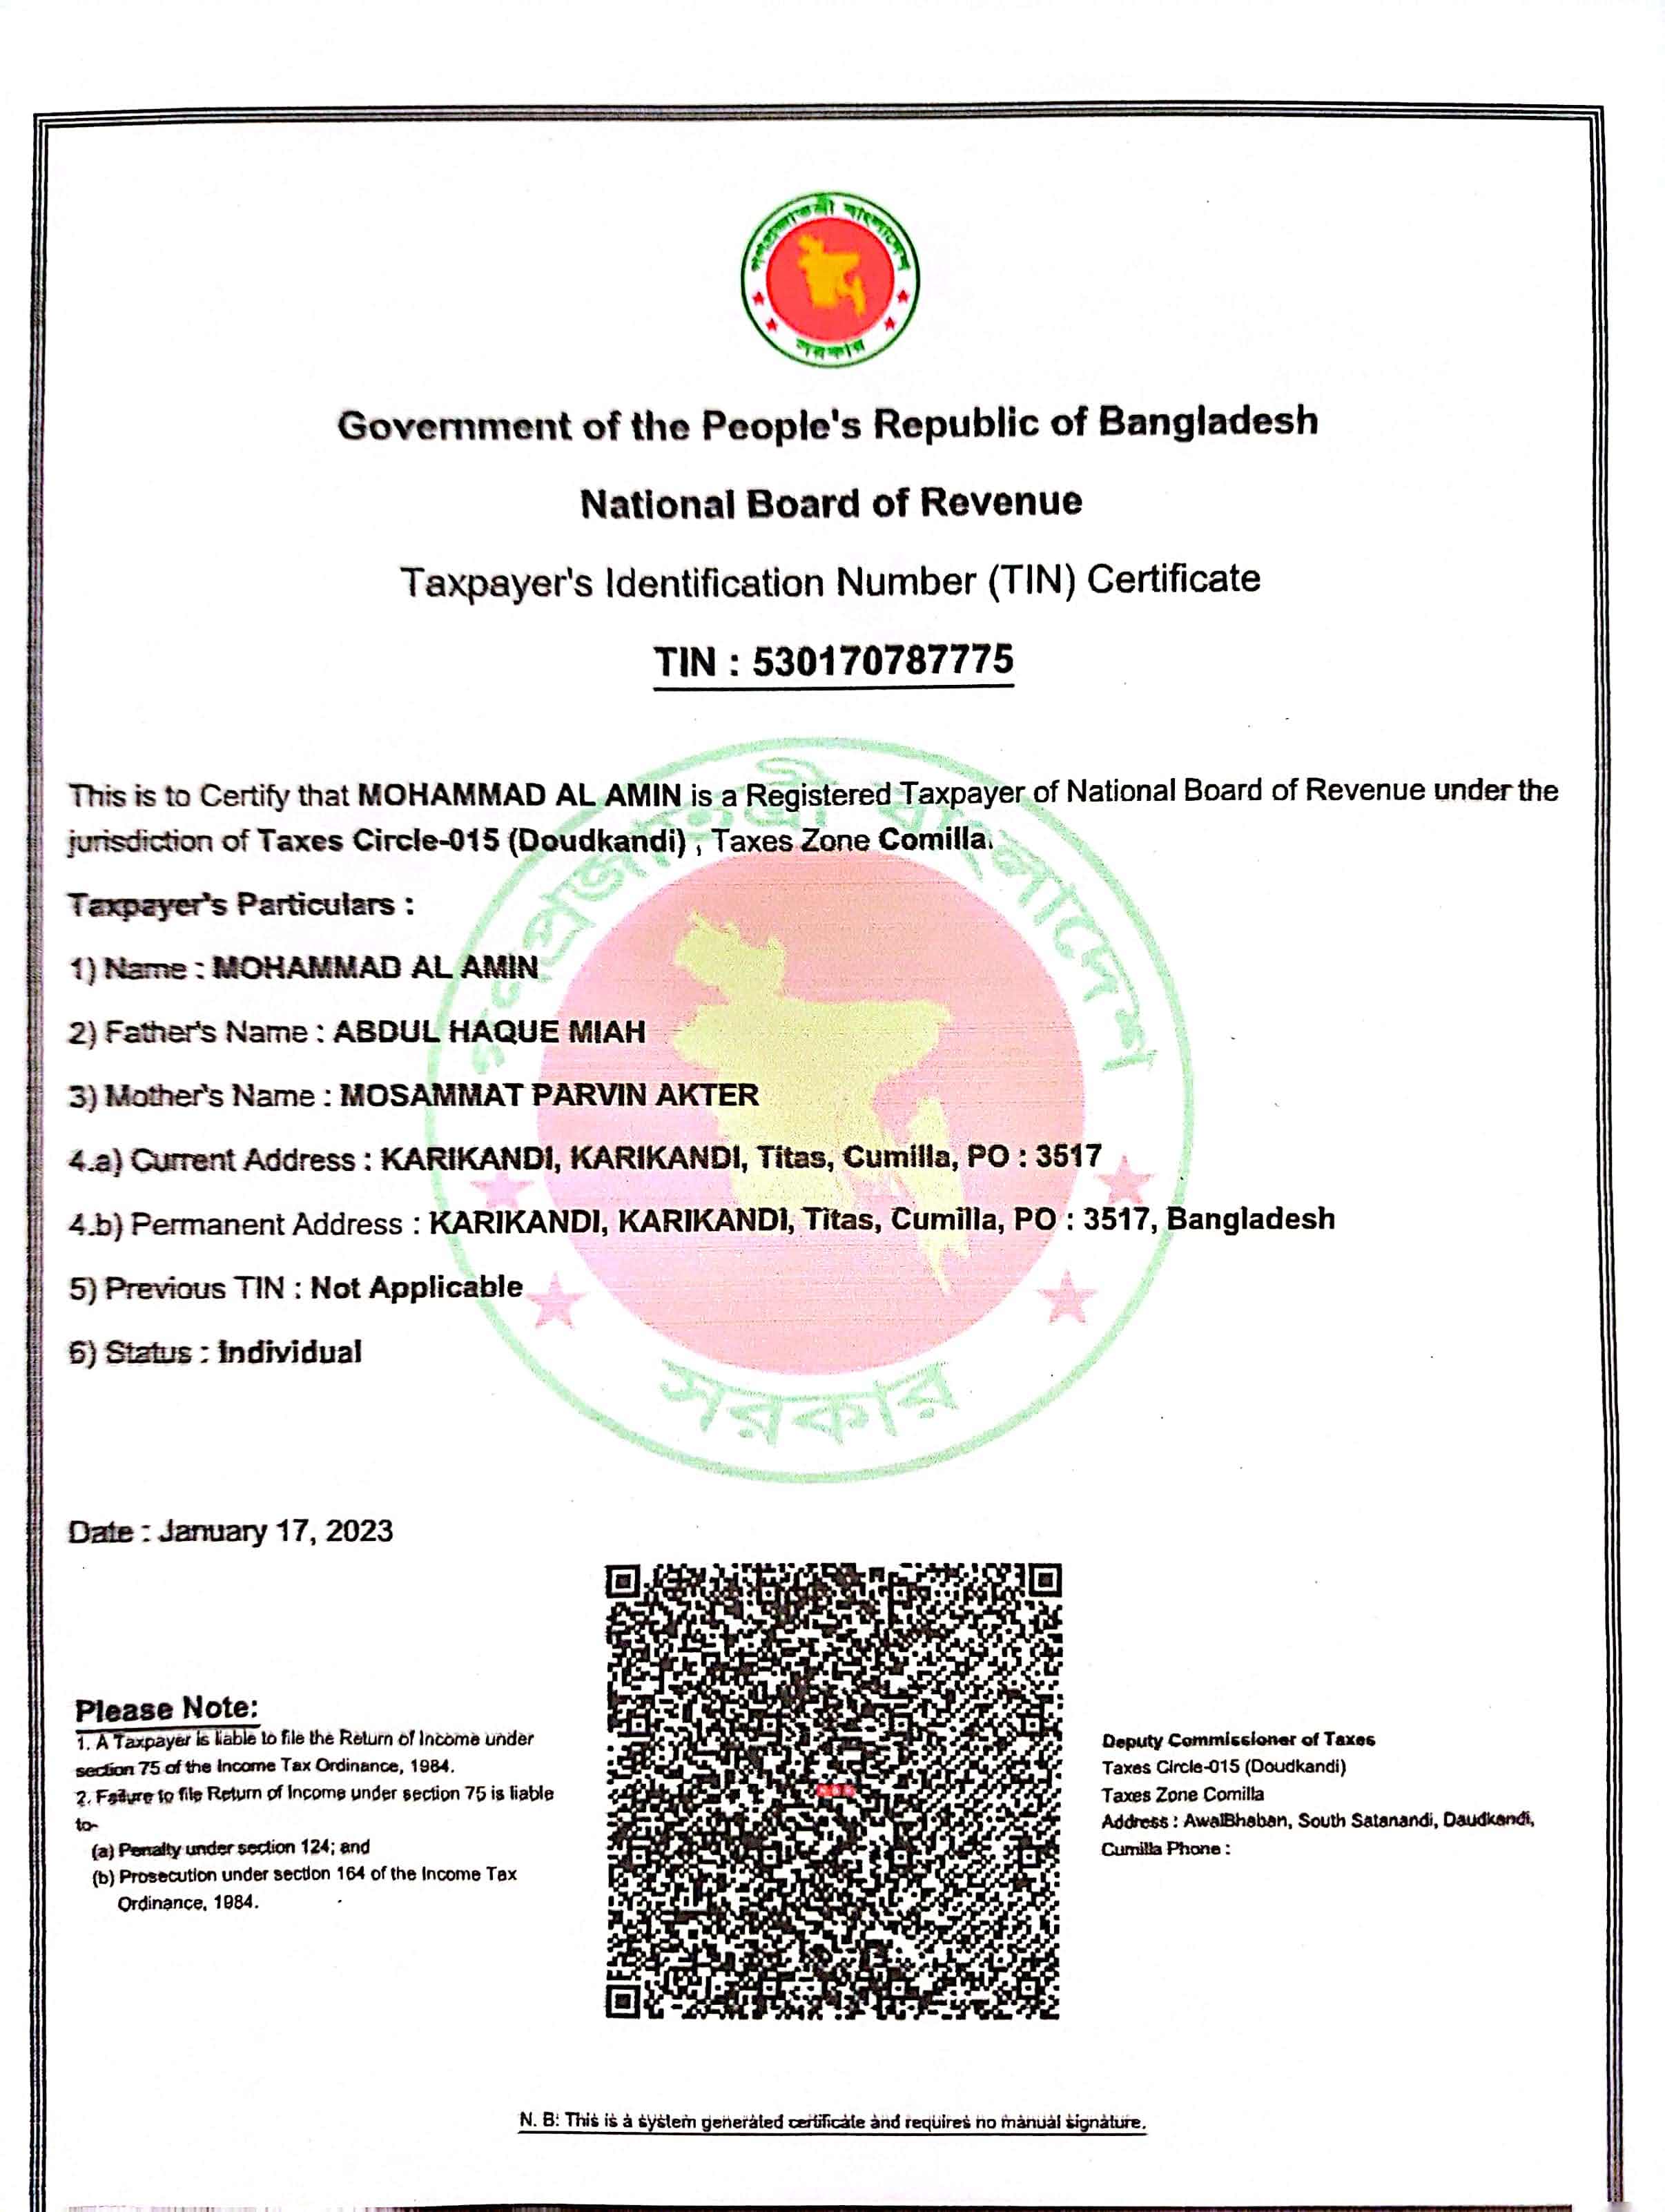 গণপ্রজাতন্ত্রী বাংলাদেশ
সরকার
Government of the People's Republic of Bangladesh
National Board of Revenue
Taxpayer's Identification Number (TIN) Certificate
TIN : 530170787775
গণপ্রজাতন্ত্রী বাংলাদেশ
This is to Certify that MOHAMMAD AL AMIN is a Registered Taxpayer of National Board of Revenue under the
jurisdiction of Taxes Circle-015 (Doudkandi) , Taxes Zone Comilla.
Taxpayer's Particulars :
1) Name : MOHAMMAD AL AMIN
2) Father's Name : ABDUL HAQUE MIAH
3) Mother's Name : MOSAMMAT PARVIN AKTER
4.a) Current Address : KARIKANDI, KARIKANDI, Titas, Cumilla, PO : 3517
4.b) Permanent Address : KARIKANDI, KARIKANDI, Titas, Cumilla, PO : 3517, Bangladesh
5) Previous TIN : Not Applicable
6) Status : Individual
সরকার
Date : January 17, 2023
Please Note:
1. A Taxpayer is liable to file the Return of Income under
section 75 of the Income Tax Ordinance, 1984.
2. Failure to file Return of Income under section 75 is liable
to-
(a) Penalty under section 124; and
(b) Prosecution under section 164 of the Income Tax
Ordinance, 1984.
Deputy Commissioner of Taxes
Taxes Circle-015 (Doudkandi)
Taxes Zone Comilla
Address : AwalBhaban, South Satanandi, Daudkandi,
Cumilla Phone :
N. B: This is a system generated certificate and requires no manual signature.